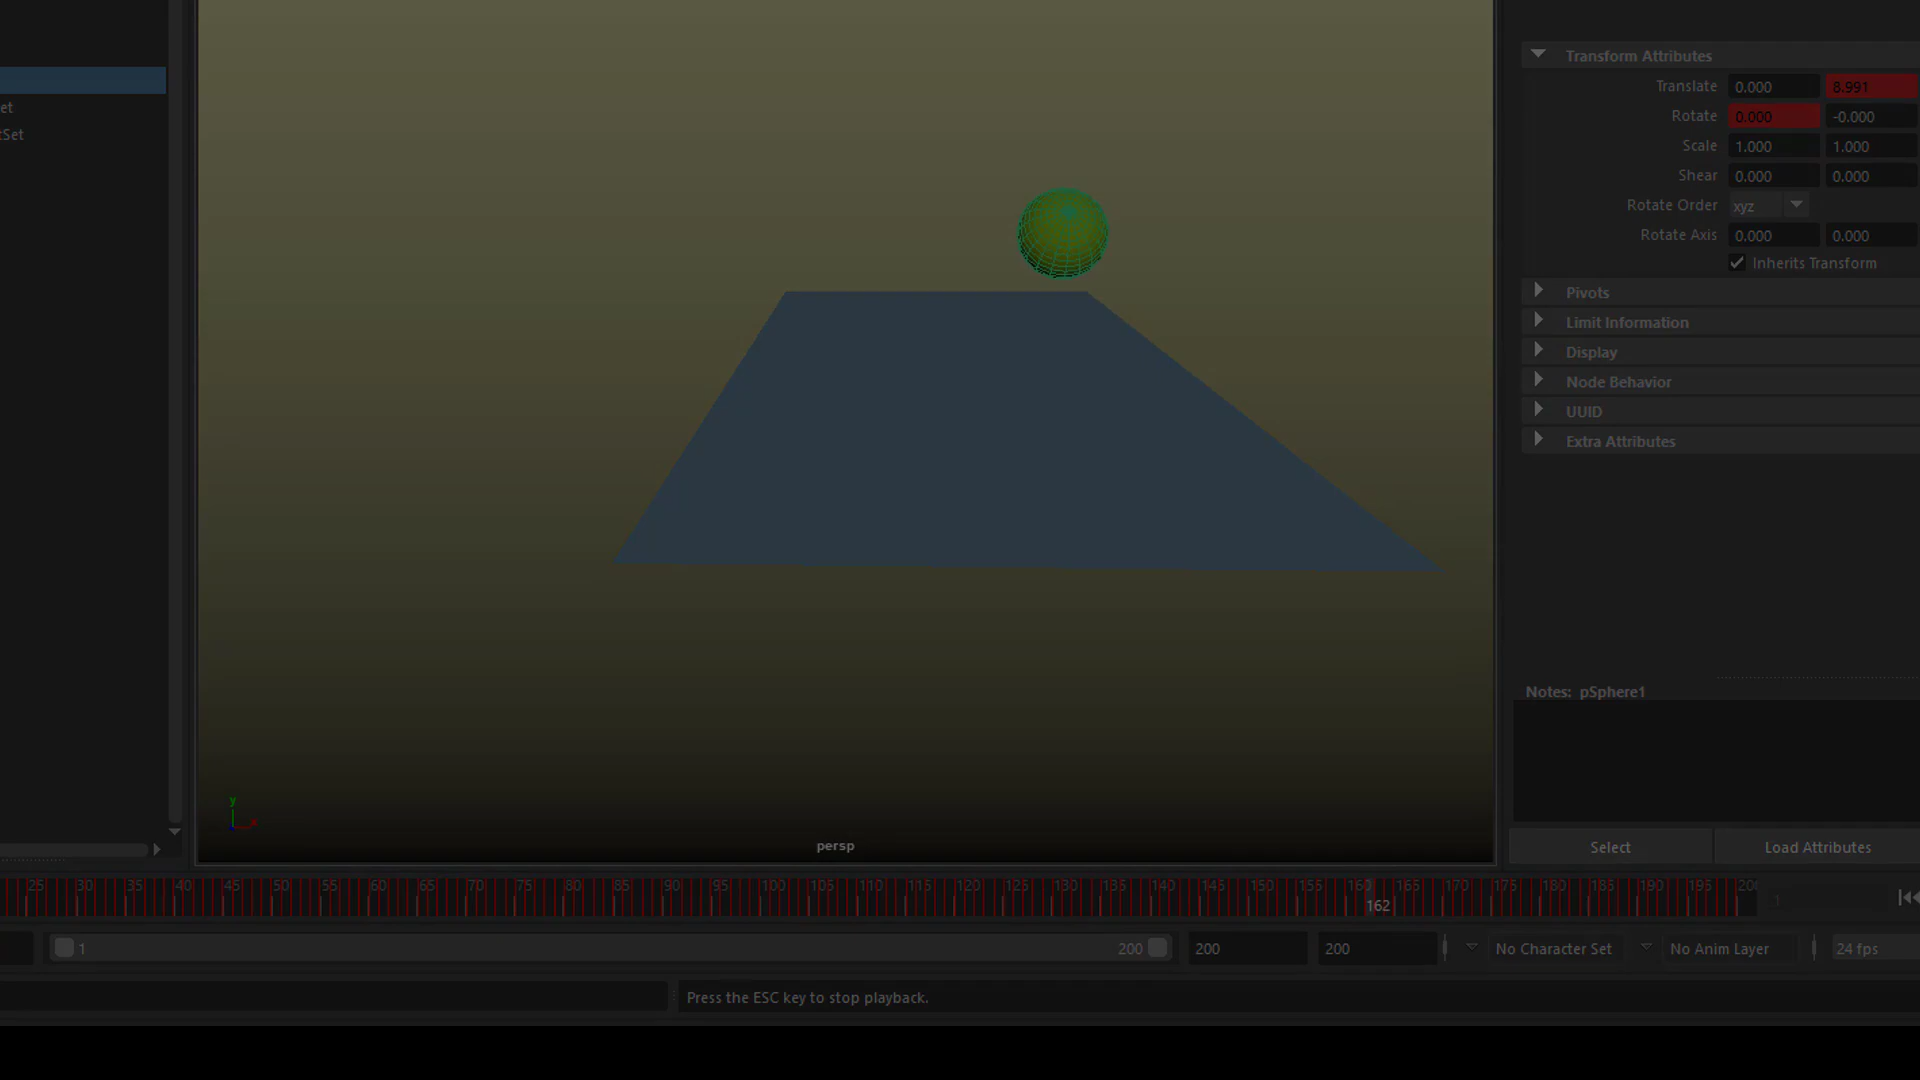 et
tSet
Transform Attributes
Translate 0.000 8.991
Rotate 0.000 -0.000
Scale 1.000 1.000
Shear 0.000 0.000
Rotate Order xyz
Rotate Axis 0.000 0.000
Inherits Transform
Pivots
Limit Information
Display
Node Behavior
UUID
Extra Attributes
Notes: pSphere1
Select Load Attributes
y
persp
25 30 35 40 45 50 55 60 65 70 75 80 85 90 95 100 105 110 115 120 125 130 135 140 145 150 155 160 165 170 175 180 185 190 195 200
162
1
1 200 200 200 No Character Set No Anim Layer 24 fps
Press the ESC key to stop playback.